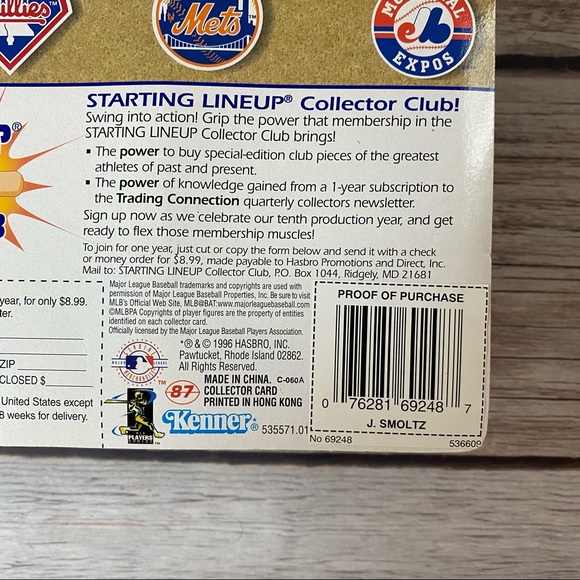 Phillies
Mets
MONTREAL
EXPOS
STARTING LINEUP® Collector Club!
Swing into action! Grip the power that membership in the
STARTING LINEUP Collector Club brings!
▪ The power to buy special-edition club pieces of the greatest
athletes of past and present.
▪ The power of knowledge gained from a 1-year subscription to
the Trading Connection quarterly collectors newsletter.
Sign up now as we celebrate our tenth production year, and get
ready to flex those membership muscles!
To join for one year, just cut or copy the form below and send it with a check
or money order for $8.99, made payable to Hasbro Promotions and Direct, Inc.
Mail to: STARTING LINEUP Collector Club, P.O. Box 1044, Ridgely, MD 21681
year, for only $8.99.
ter.
ZIP
CLOSED $
United States except
8 weeks for delivery.
Major League Baseball trademarks and copyrights are used with
permission of Major League Baseball Properties, Inc. Be sure to visit
MLB's Official Web Site, MLB@BAT:www.majorleaguebaseball.com
©MLBPA Copyrights of player figures are the property of entities
identified on each collector card.
Officially licensed by the Major League Baseball Players Association.
*® & © 1996 HASBRO, INC.
Pawtucket, Rhode Island 02862.
All Rights Reserved.
MADE IN CHINA. C-060A
87 COLLECTOR CARD
PRINTED IN HONG KONG
PLAYERS
Kenner® 535571.01
PROOF OF PURCHASE
0 76281 69248 7
J. SMOLTZ
No 69248
536609